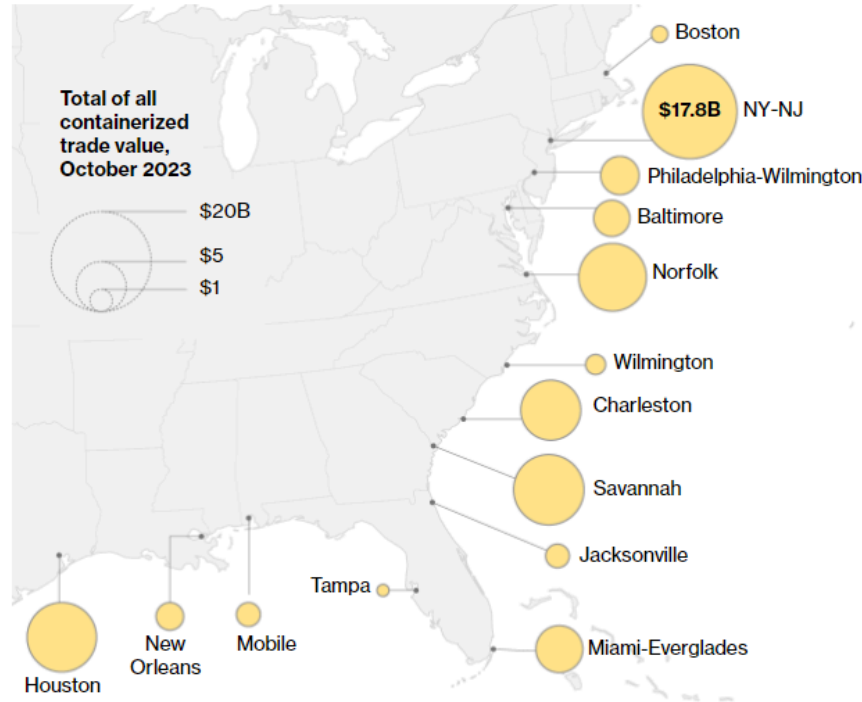 Total of all
containerized
trade value,
October 2023
$20B
$5
$1
Boston
$17.8B NY-NJ
Philadelphia-Wilmington
Baltimore
Norfolk
Wilmington
Charleston
Savannah
Jacksonville
Tampa
Miami-Everglades
Mobile
New
Orleans
Houston